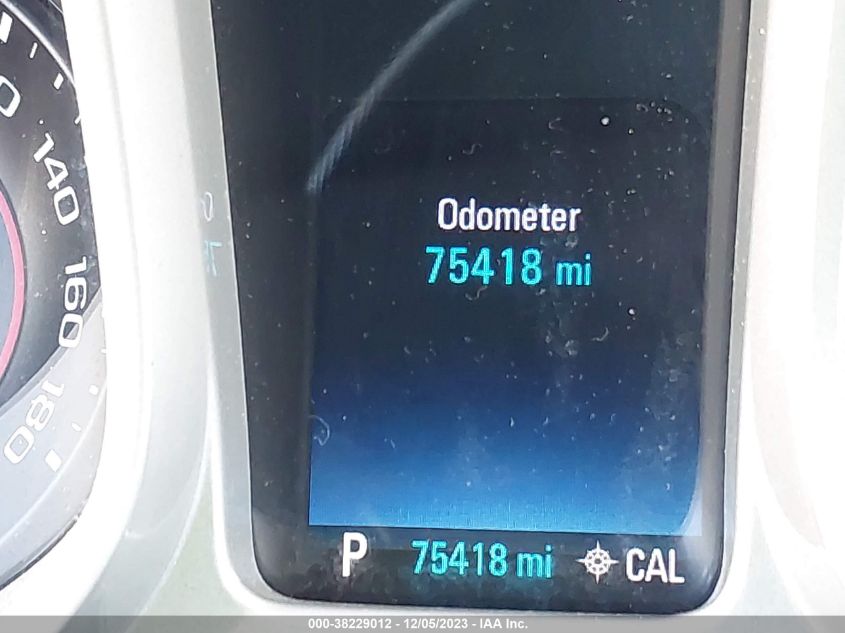 140
160
180
Odometer
75418 mi
P 75418 mi CAL
000-38229012 - 12/05/2023 - IAA Inc.